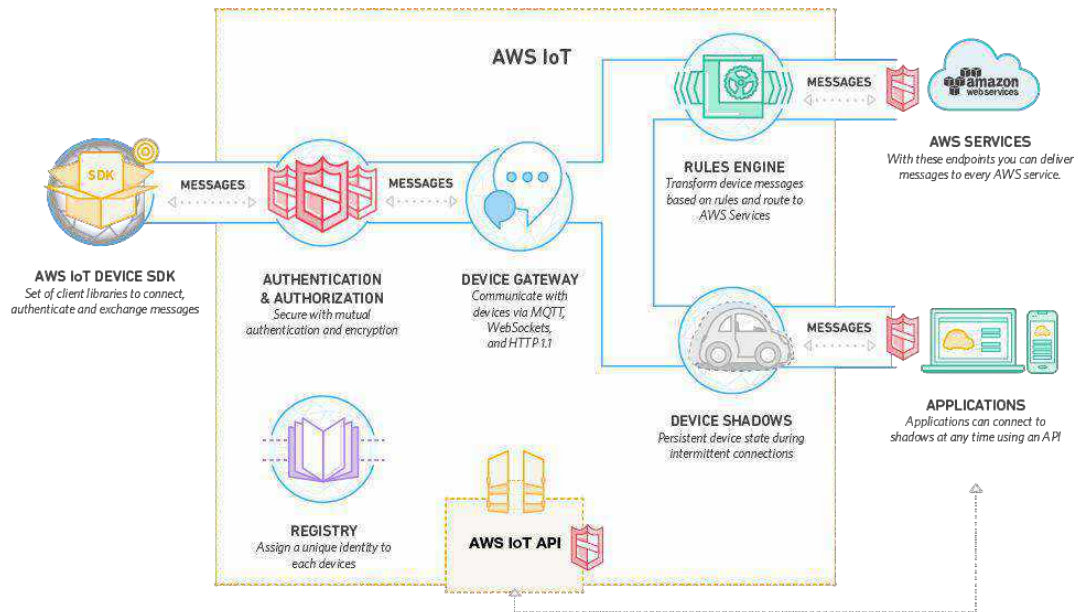 AWS IoT
SDK
MESSAGES
MESSAGES
MESSAGES
amazon
webservices
AWS IoT DEVICE SDK
Set of client libraries to connect,
authenticate and exchange messages
AUTHENTICATION
& AUTHORIZATION
Secure with mutual
authentication and encryption
DEVICE GATEWAY
Communicate with
devices via MQTT,
WebSockets,
and HTTP 1.1
RULES ENGINE
Transform device messages
based on rules and route to
AWS Services
AWS SERVICES
With these endpoints you can deliver
messages to every AWS service.
MESSAGES
DEVICE SHADOWS
Persistent device state during
intermittent connections
APPLICATIONS
Applications can connect to
shadows at any time using an API
REGISTRY
Assign a unique identity to
each devices
AWS IoT API